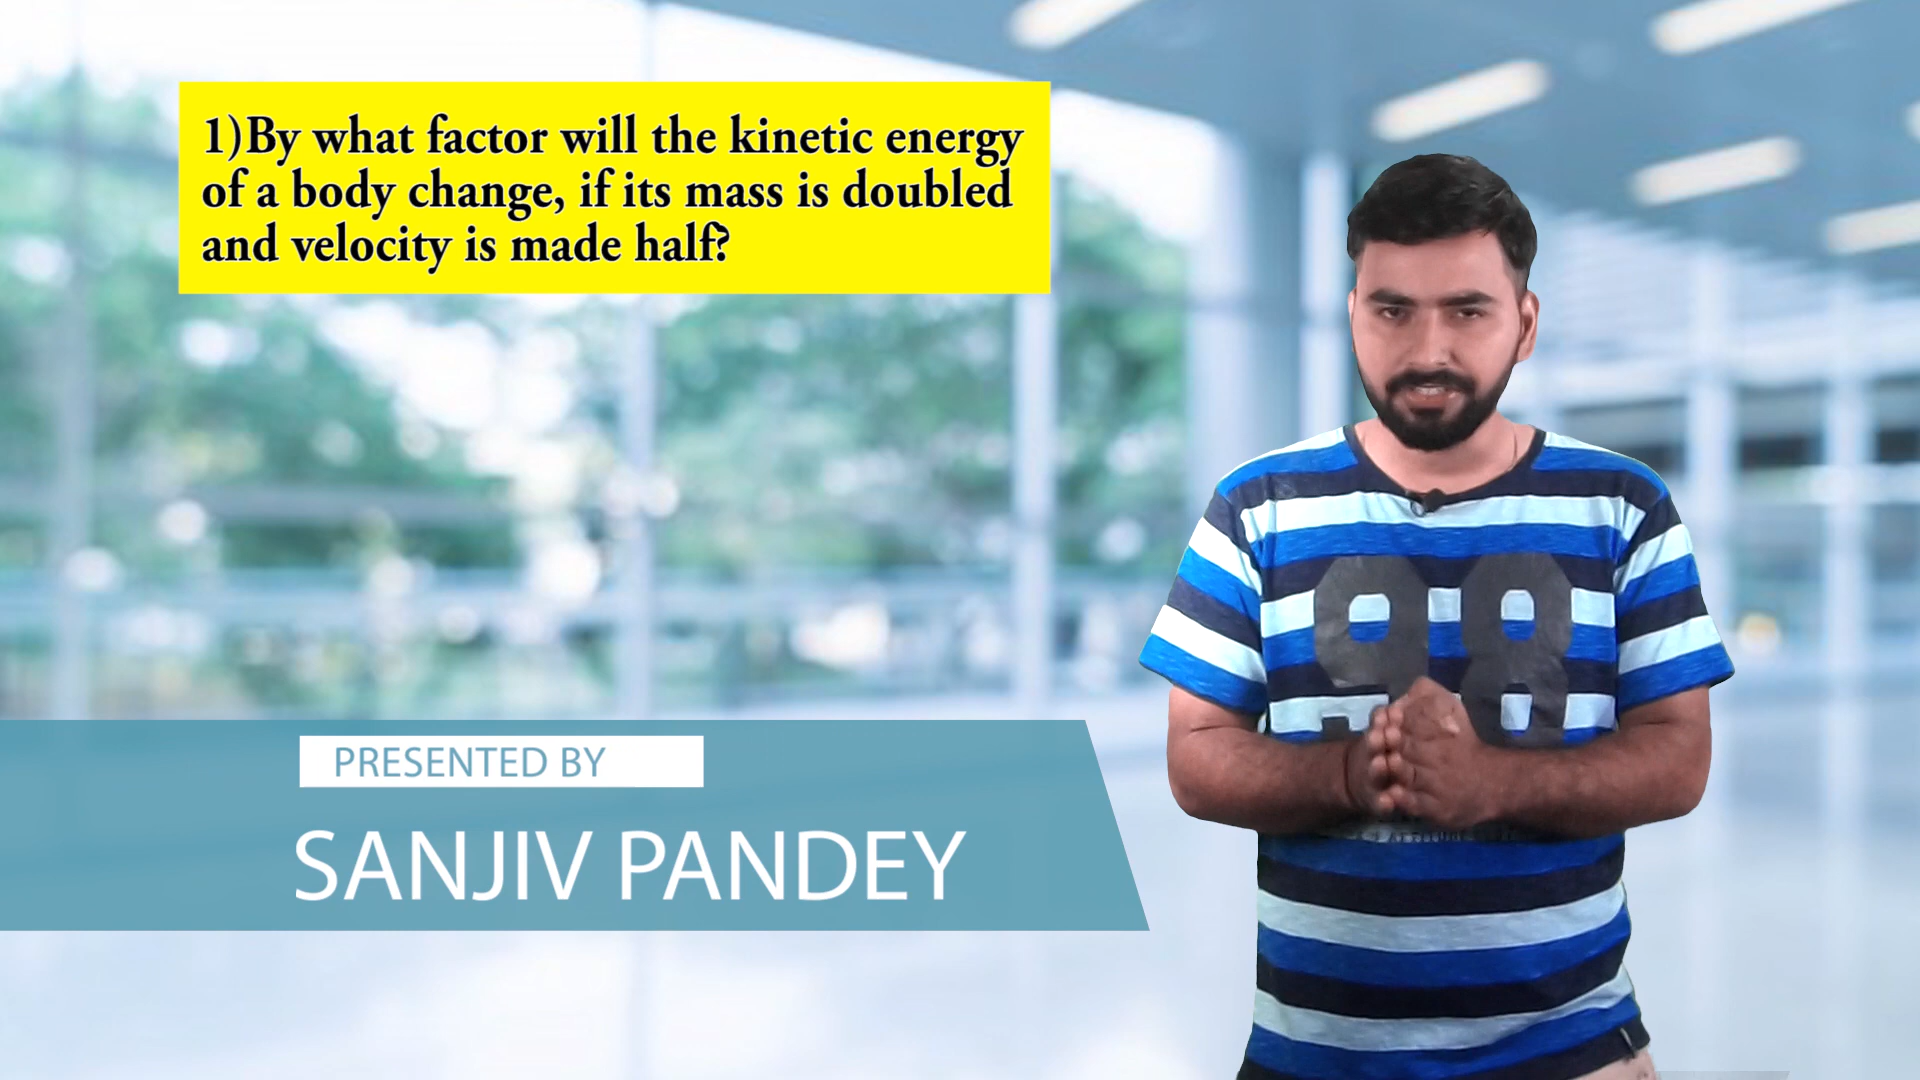 1)By what factor will the kinetic energy
of a body change, if its mass is doubled
and velocity is made half?
98
PRESENTED BY
SANJIV PANDEY